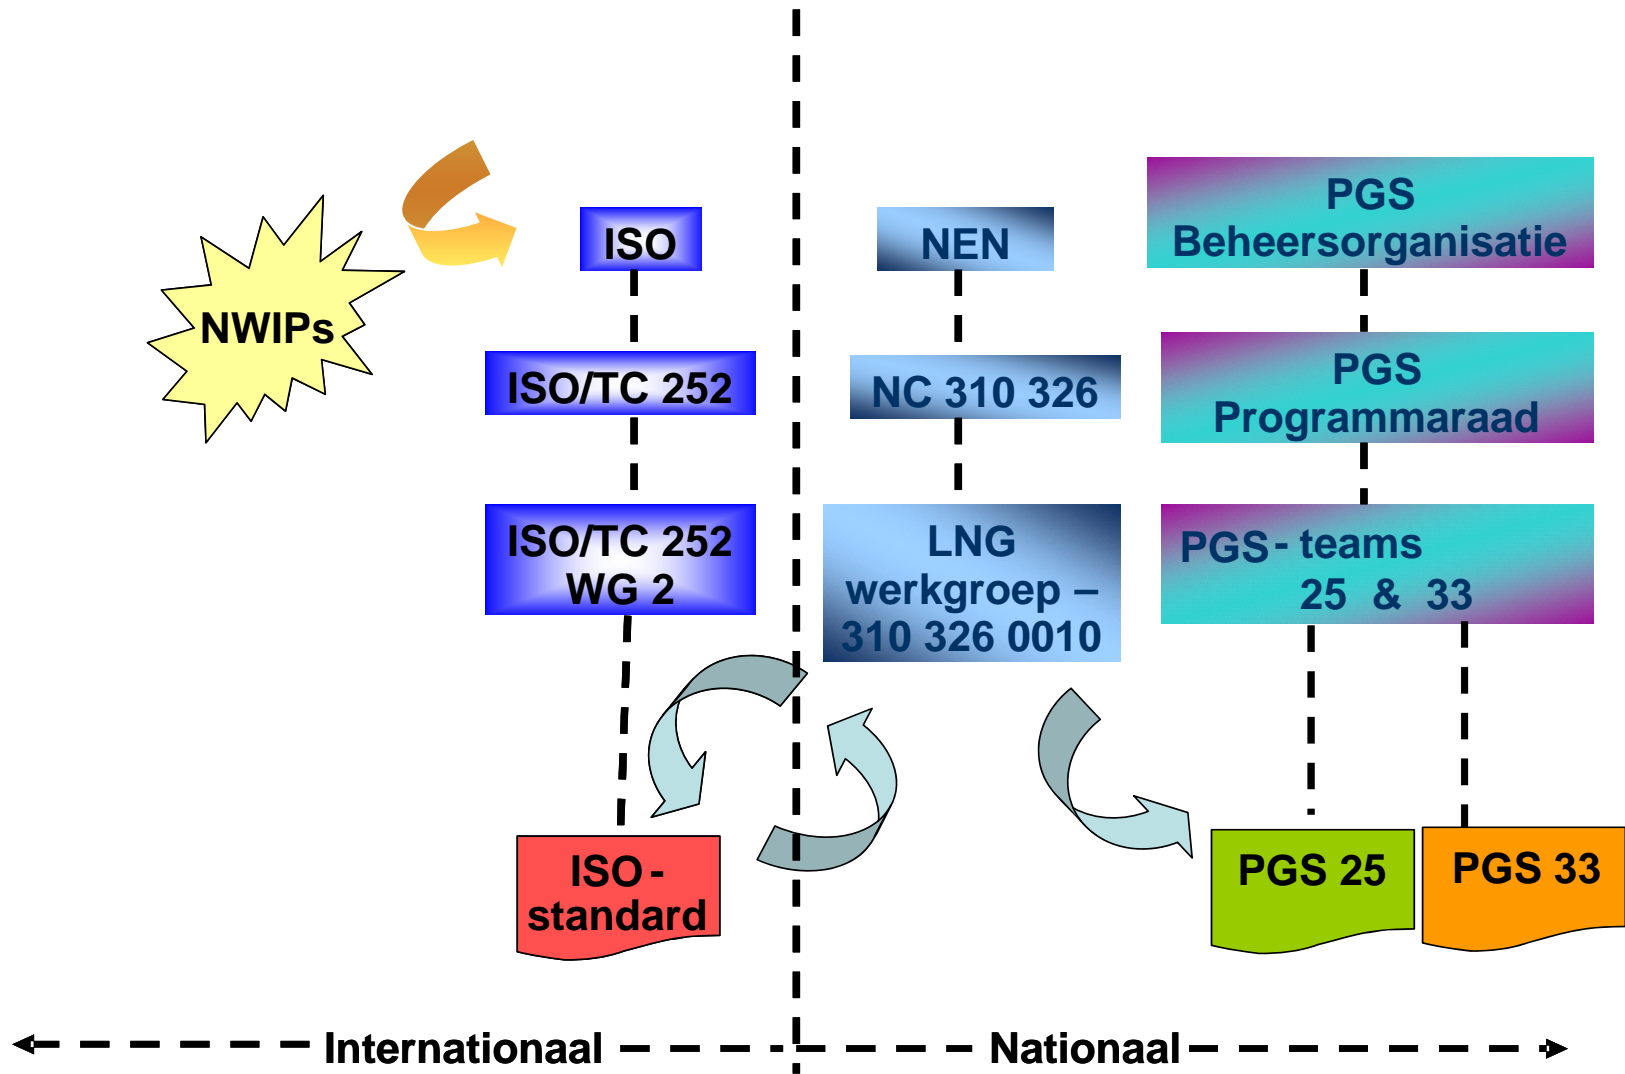 NWIPs
ISO
ISO/TC 252
ISO/TC 252
WG 2
ISO-
standard
NEN
NC 310 326
LNG
werkgroep –
310 326 0010
PGS
Beheersorganisatie
PGS
Programmaraad
PGS- teams
25 & 33
PGS 25
PGS 33
Internationaal
Nationaal